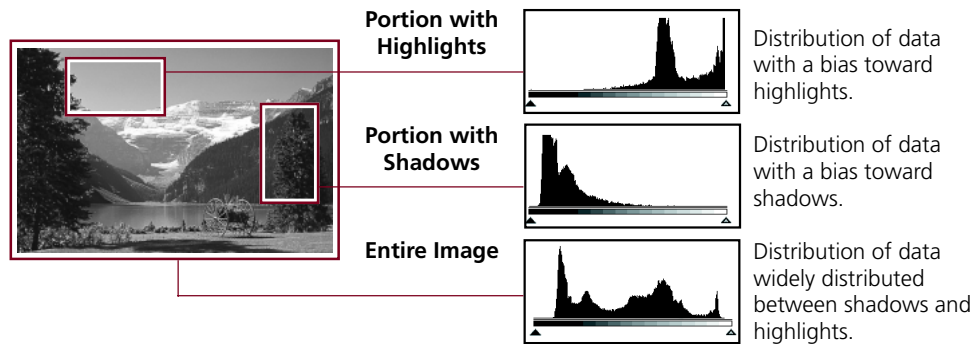 Portion with
Highlights
Distribution of data
with a bias toward
highlights.
Portion with
Shadows
Distribution of data
with a bias toward
shadows.
Entire Image
Distribution of data
widely distributed
between shadows and
highlights.